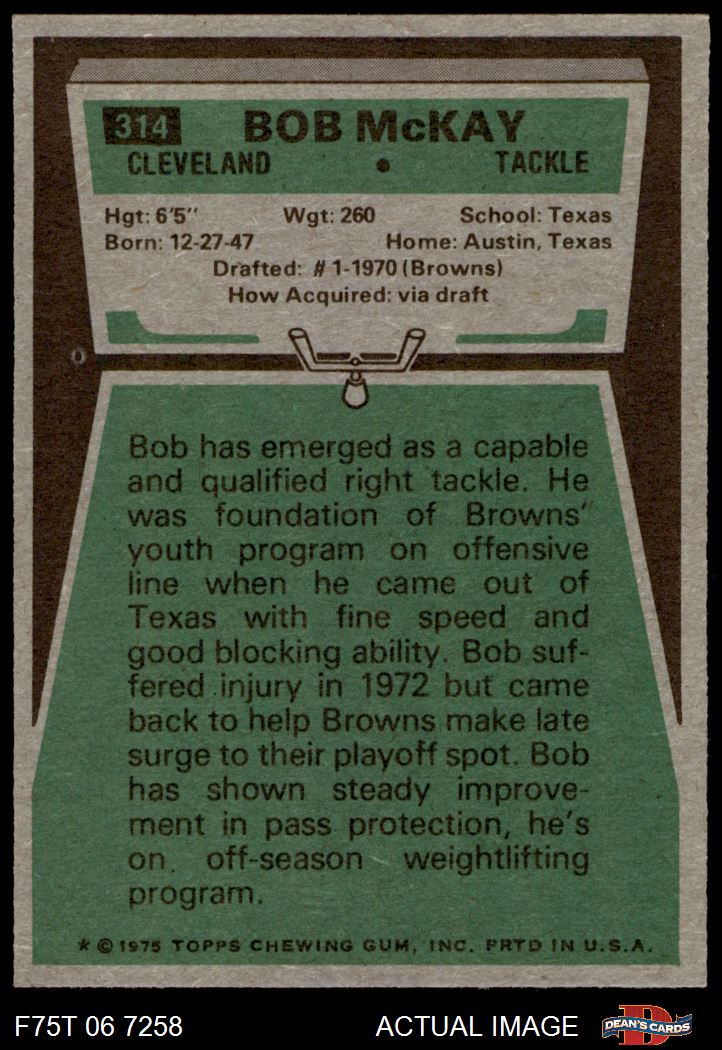 314 BOB McKAY
CLEVELAND • TACKLE
Hgt: 6'5" Wgt: 260 School: Texas
Born: 12-27-47 Home: Austin, Texas
Drafted: #1-1970 (Browns)
How Acquired: via draft
Bob has emerged as a capable
and qualified right tackle. He
was foundation of Browns"
youth program on offensive
line when he came out of
Texas with fine speed and
good blocking ability. Bob suf-
fered injury in 1972 but came
back to help Browns make late
surge to their playoff spot. Bob
has shown steady improve-
ment in pass protection, he's
on off-season weightlifting
program.
* © 1975 TOPPS CHEWING GUM, INC. PRTD IN U.S.A.
F75T 06 7258 ACTUAL IMAGE D DEAN'S CARDS